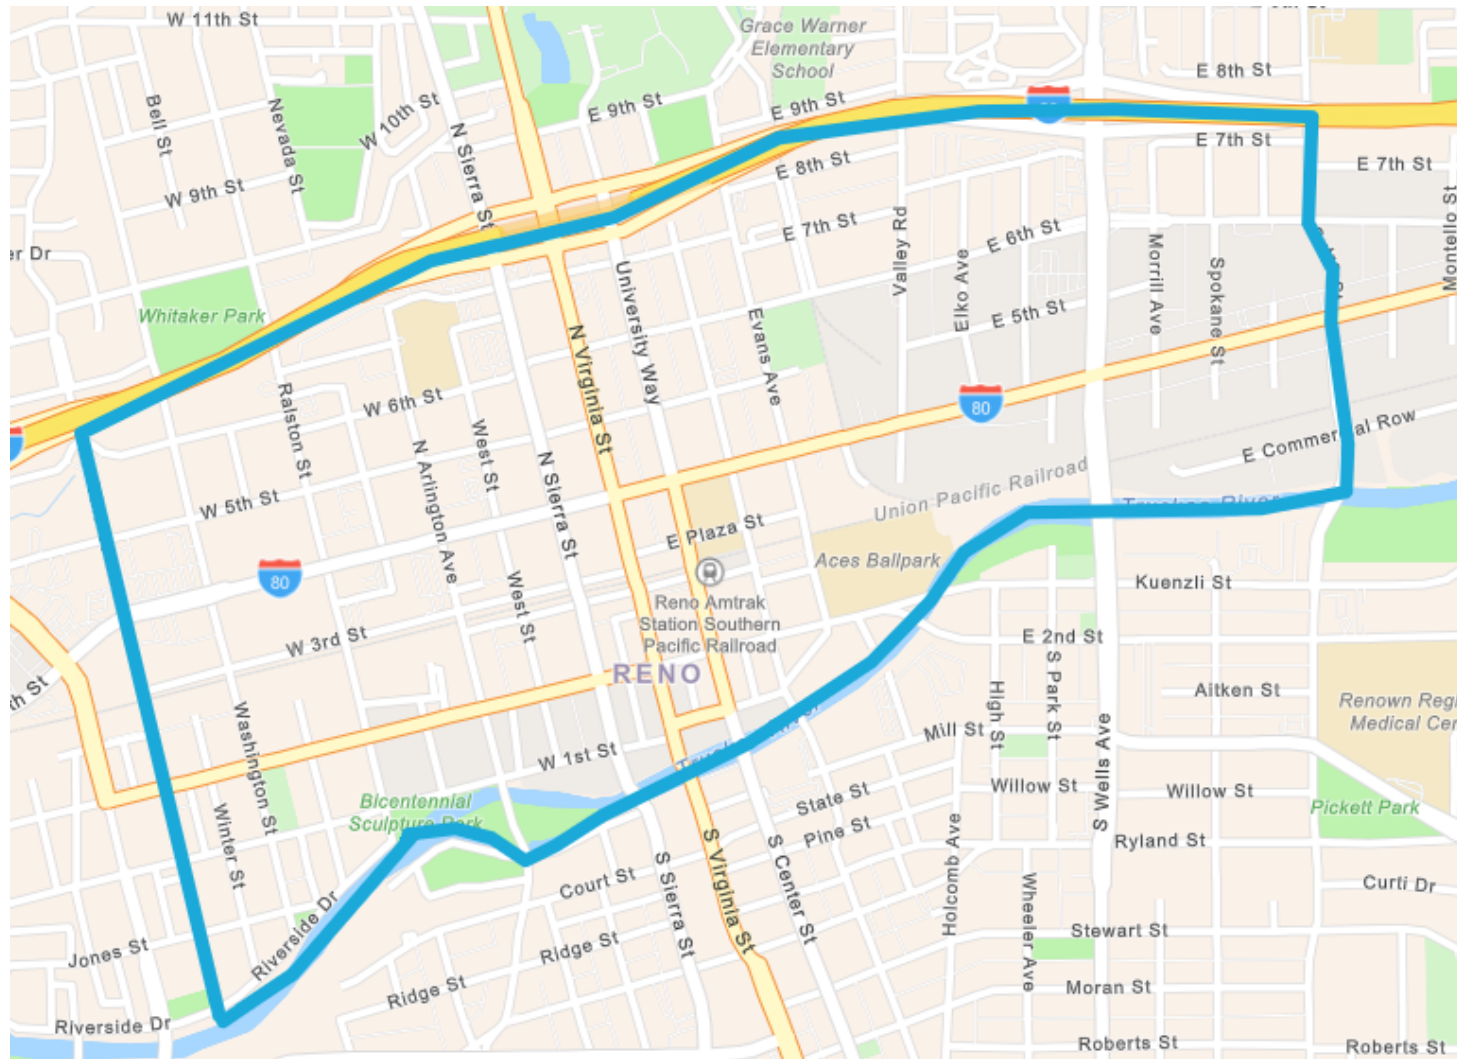 W 11th St
Grace Warner
Elementary
School
E 8th St
Bell St
Nevada St
W 10th St
E 9th St
E 9th St
N Sierra St
E 7th St
E 8th St
E 7th St
W 9th St
Montello St
E 7th St
E 6th St
Valley Rd
Elko Ave
Morrill Ave
Spokane St
University Way
Whitaker Park
Evans Ave
E 5th St
N Virginia St
Ralston St
W 6th St
80
West St
N Arlington Ave
N Sierra St
E Commercial Row
W 5th St
Union Pacific Railroad
Truckee River
E Plaza St
Aces Ballpark
80
Kuenzli St
West St
Reno Amtrak
Station Southern
Pacific Railroad
W 3rd St
E 2nd St
RENO
S Park St
High St
Aitken St
Washington St
Mill St
W 1st St
S Wells Ave
Willow St
Willow St
State St
Bicentennial
Sculpture Park
Pickett Park
Winter St
Pine St
Holcomb Ave
Ryland St
S Virginia St
S Center St
S Sierra St
Court St
Wheeler Ave
Curti Dr
Riverside Dr
Stewart St
Jones St
Ridge St
Ridge St
Moran St
Riverside Dr
Roberts St
Roberts St